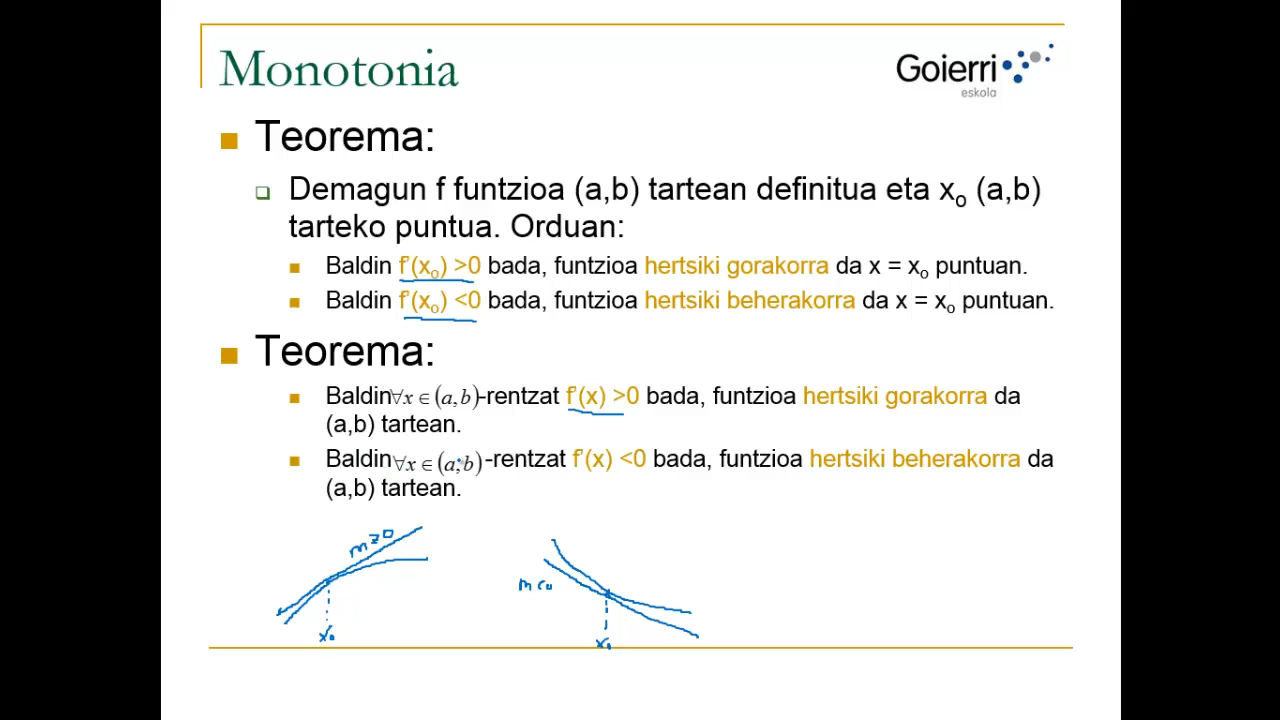 Monotonia
Goierri
eskola
Teorema:
Demagun f funtzioa (a,b) tartean definitua eta x₀ (a,b)
tarteko puntua. Orduan:
Baldin f'(x₀) >0 bada, funtzioa hertsiki gorakorra da x = x₀ puntuan.
Baldin f'(x₀) <0 bada, funtzioa hertsiki beherakorra da x = x₀ puntuan.
Teorema:
Baldin ∀x ∈ (a,b)-rentzat f'(x) >0 bada, funtzioa hertsiki gorakorra da
(a,b) tartean.
Baldin ∀x ∈ (a,b) -rentzat f'(x) <0 bada, funtzioa hertsiki beherakorra da
(a,b) tartean.
m>0
m<0
x₀
x₀